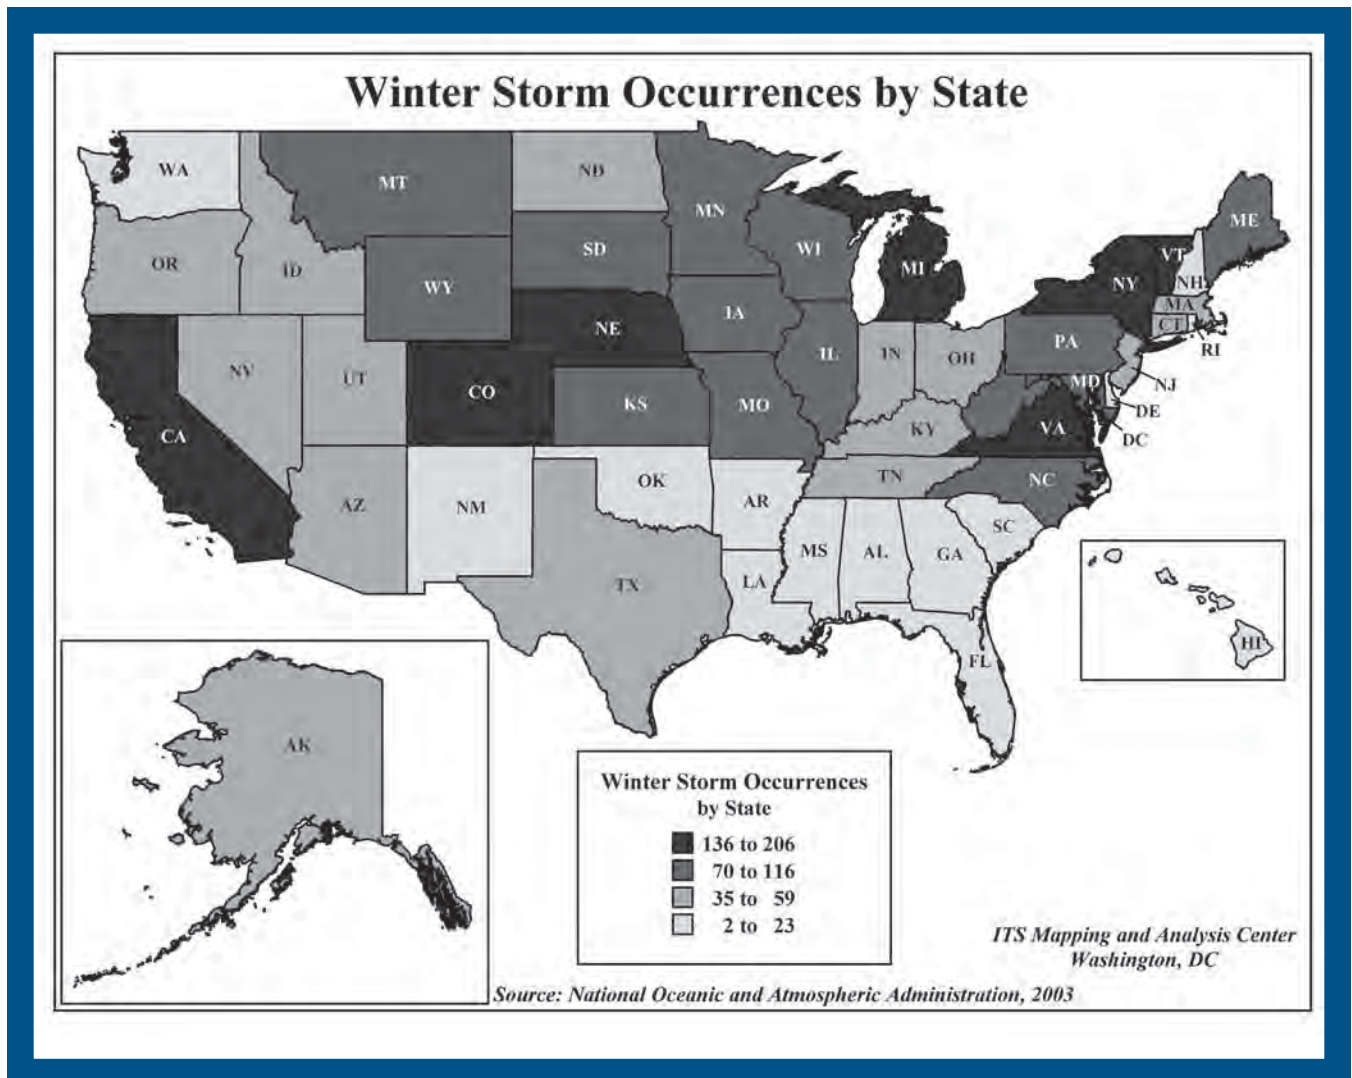 Winter Storm Occurrences by State
WA
MT
ND
MN
ME
OR
ID
SD
WI
VT
WY
MI
NY
NH
MA
NE
IA
CT
RI
NV
UT
CO
IL
IN
OH
PA
NJ
MD
KS
MO
DE
CA
KY
VA
DC
AZ
NM
OK
TN
NC
AR
SC
TX
LA
MS
AL
GA
FL
HI
AK
Winter Storm Occurrences
by State
136 to 206
70 to 116
35 to 59
2 to 23
ITS Mapping and Analysis Center
Washington, DC
Source: National Oceanic and Atmospheric Administration, 2003